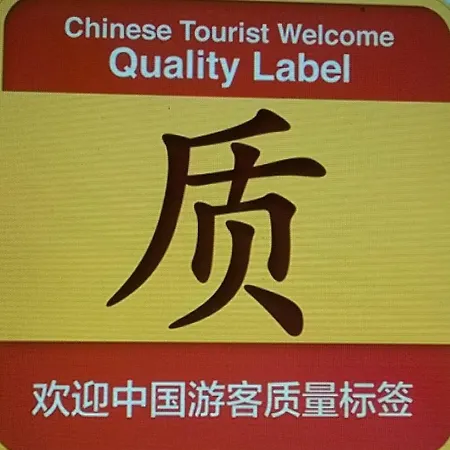 Chinese Tourist Welcome
Quality Label
质
欢迎中国游客质量标签